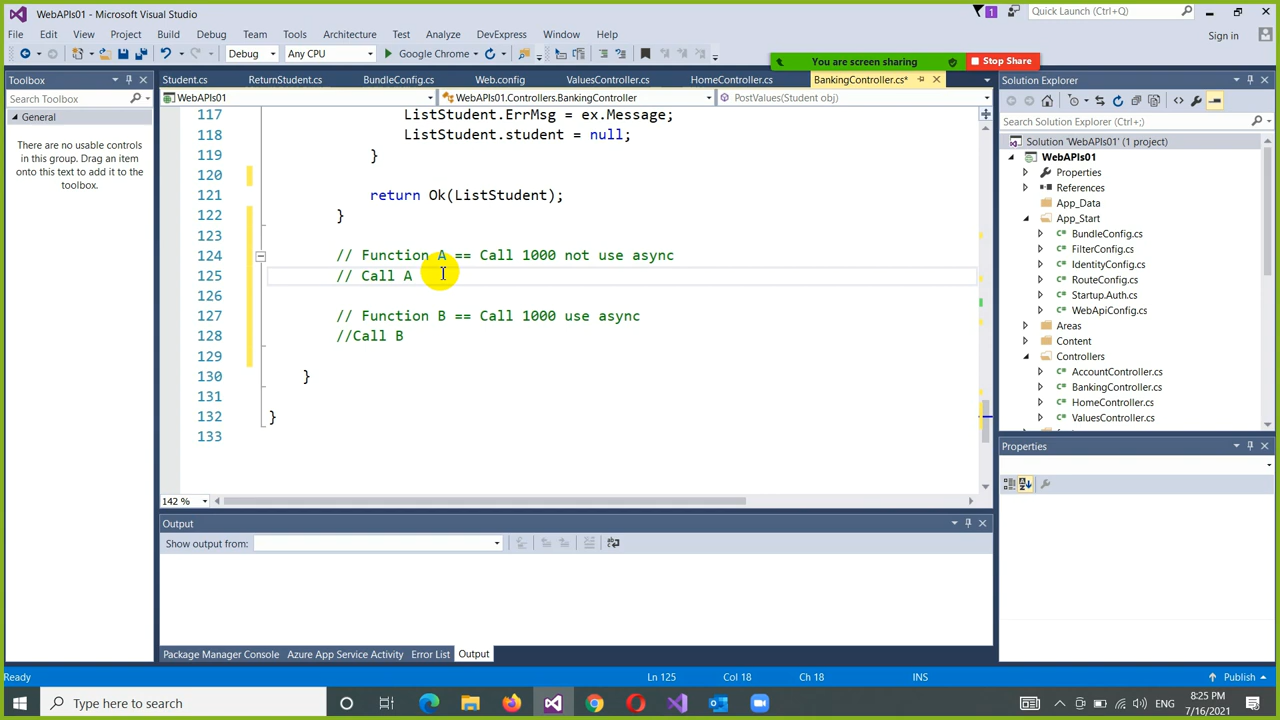 WebAPIs01 - Microsoft Visual Studio
1
Quick Launch (Ctrl+Q)
File Edit View Project Build Debug Team Tools Architecture Test Analyze DevExpress Window Help
Sign in
Debug Any CPU Google Chrome
You are screen sharing Stop Share
Toolbox
Search Toolbox
General
There are no usable controls
in this group. Drag an item
onto this text to add it to the
toolbox.
Student.cs ReturnStudent.cs BundleConfig.cs Web.config ValuesController.cs HomeController.cs BankingController.cs*
WebAPIs01 WebAPIs01.Controllers.BankingController PostValues(Student obj)
117 ListStudent.ErrMsg = ex.Message;
118 ListStudent.student = null;
119 }
120
121 return Ok(ListStudent);
122 }
123
124 // Function A == Call 1000 not use async
125 // Call A
126
127 // Function B == Call 1000 use async
128 //Call B
129
130 }
131
132 }
133
142 %
Output
Show output from:
Package Manager Console Azure App Service Activity Error List Output
Solution Explorer
Search Solution Explorer (Ctrl+;)
Solution 'WebAPIs01' (1 project)
WebAPIs01
Properties
References
App_Data
App_Start
BundleConfig.cs
FilterConfig.cs
IdentityConfig.cs
RouteConfig.cs
Startup.Auth.cs
WebApiConfig.cs
Areas
Content
Controllers
AccountController.cs
BankingController.cs
HomeController.cs
ValuesController.cs
Properties
Ready Ln 125 Col 18 Ch 18 INS Publish
Type here to search
ENG
8:25 PM
7/16/2021